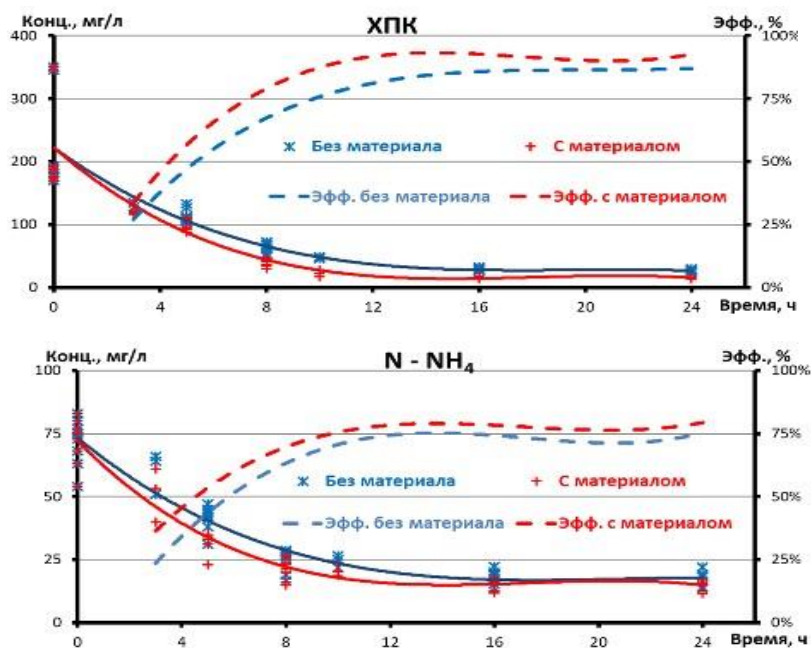 Конц., мг/л ХПК Эфф., %
400 100%
300 75%
Без материала С материалом
200 50%
Эфф. без материала Эфф. с материалом
100 25%
0 0%
0 4 8 12 16 20 24 Время, ч
Конц., мг/л N - NH4 Эфф., %
100 100%
75 75%
Без материала С материалом
50 50%
Эфф. без материала Эфф. с материалом
25 25%
0 0%
0 4 8 12 16 20 24 Время, ч